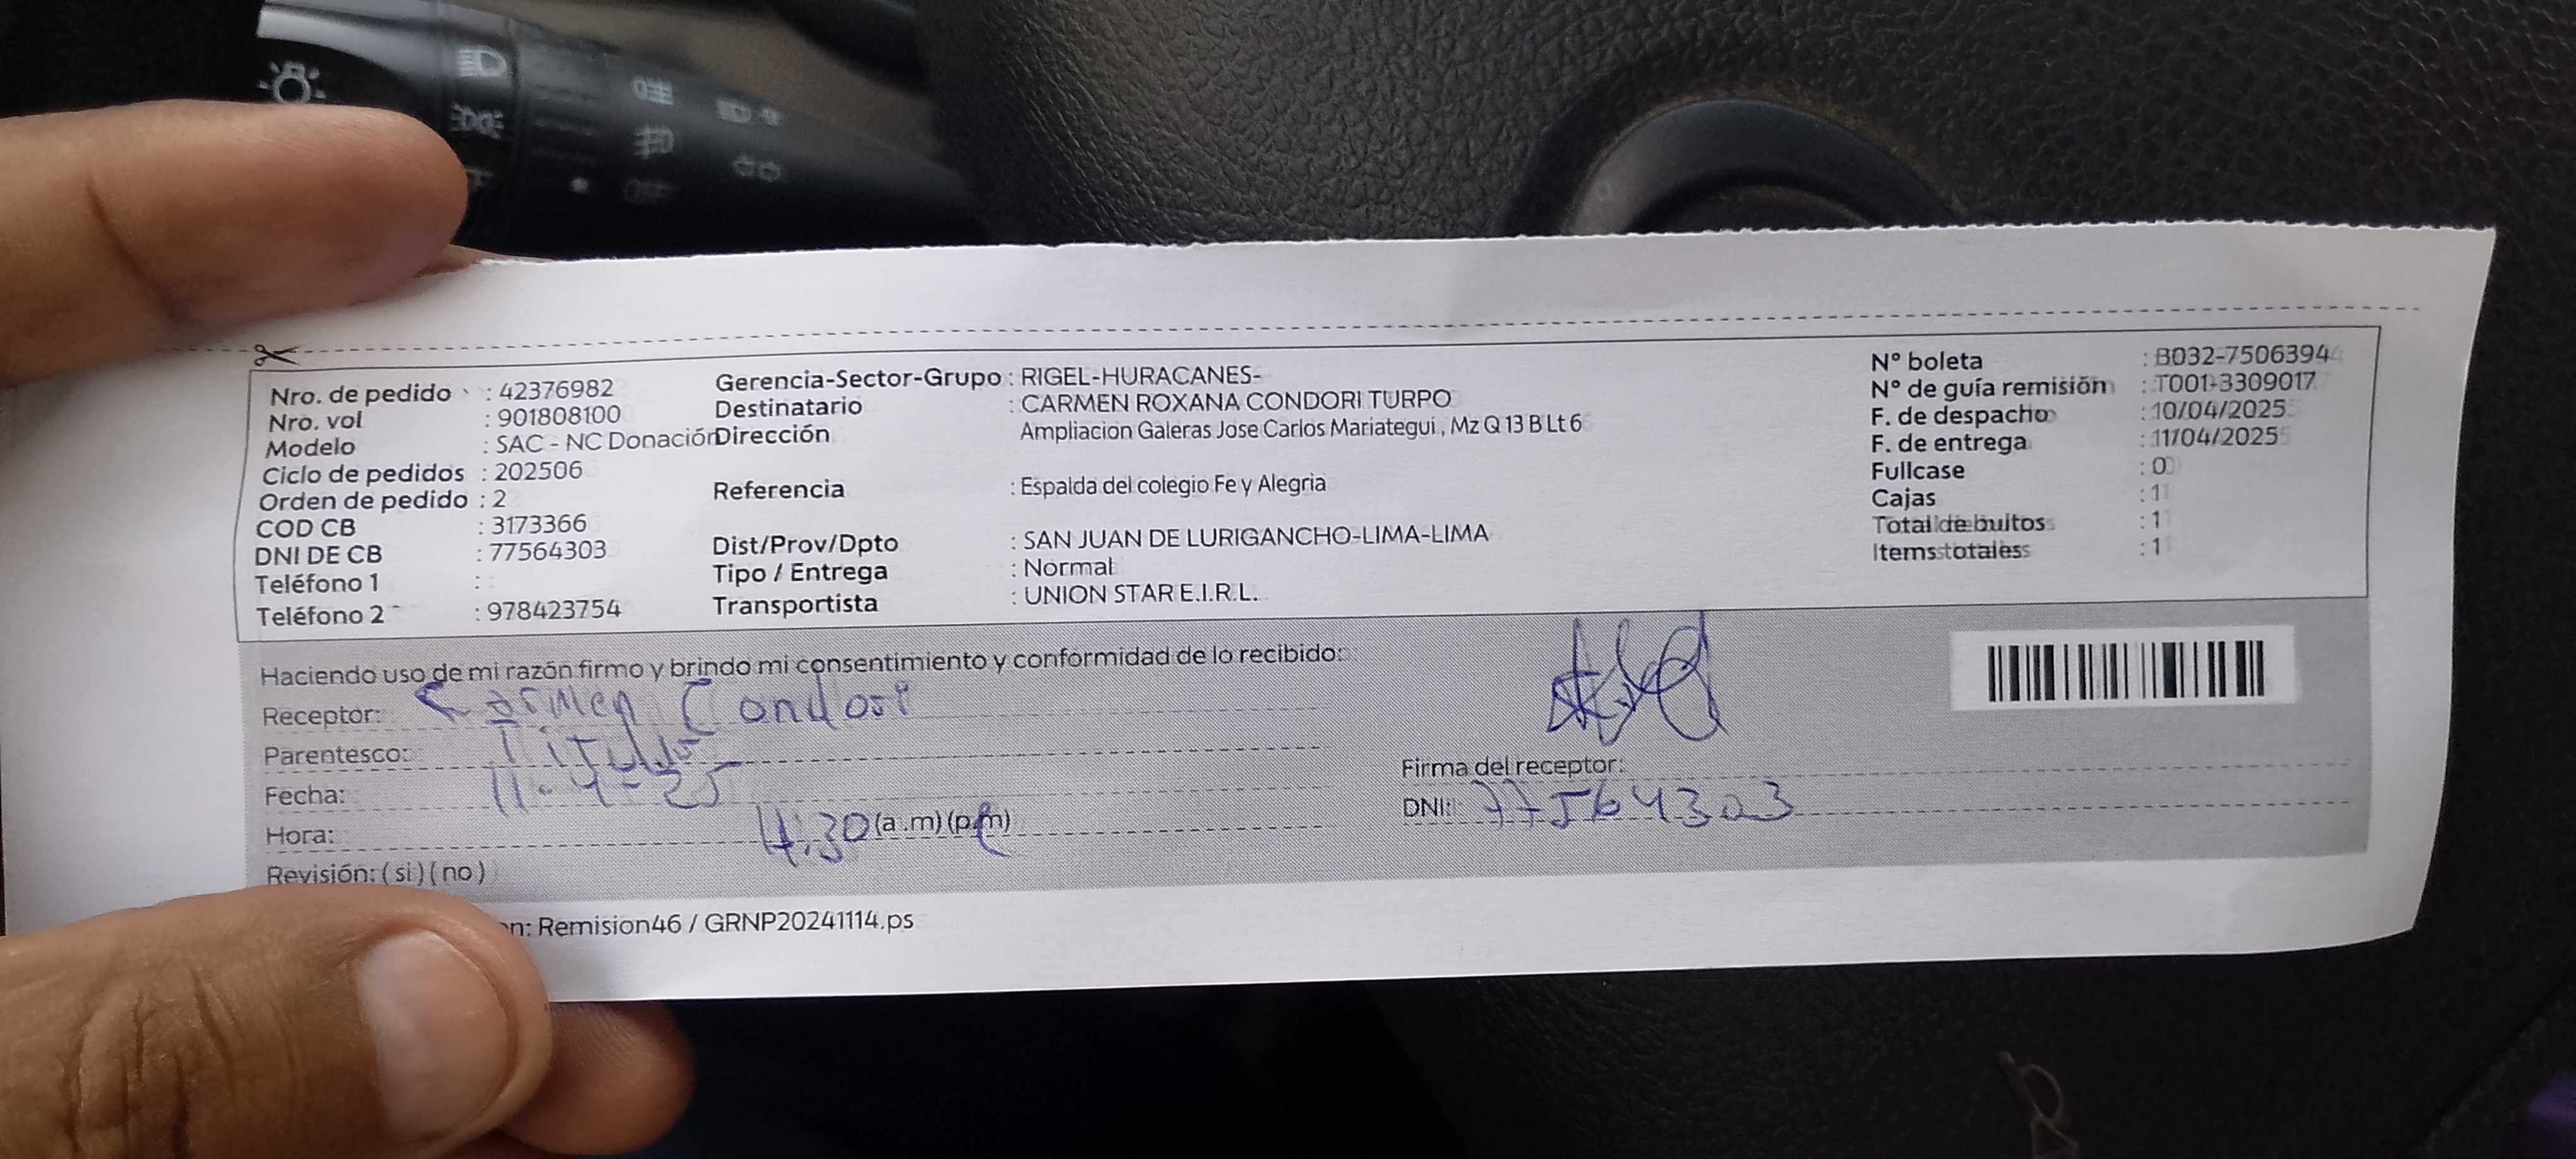 Nro. de pedido : 42376982
Nro. vol : 901808100
Modelo : SAC - NC Donación
Ciclo de pedidos : 202506
Orden de pedido : 2
COD CB : 3173366
DNI DE CB : 77564303
Teléfono 1 :
Teléfono 2 : 978423754
Gerencia-Sector-Grupo : RIGEL-HURACANES-
Destinatario : CARMEN ROXANA CONDORI TURPO
Dirección Ampliacion Galeras Jose Carlos Mariategui , Mz Q 13 B Lt 6
Referencia : Espalda del colegio Fe y Alegria
Dist/Prov/Dpto : SAN JUAN DE LURIGANCHO-LIMA-LIMA
Tipo / Entrega : Normal
Transportista : UNION STAR E.I.R.L.
N° boleta : B032-75063944
N° de guía remisión : T001-3309017
F. de despacho : 10/04/2025
F. de entrega : 11/04/2025
Fullcase : 0
Cajas : 1
Total de bultos : 1
Items totales : 1
Haciendo uso de mi razón firmo y brindo mi consentimiento y conformidad de lo recibido:
Receptor: Carmen Condori
Parentesco: Titular
Fecha: 11-4-25
Hora: 4:30 (a.m) (p.m)
Revisión: ( si ) ( no )
Firma del receptor:
DNI: 77564303
n: Remision46 / GRNP20241114.ps
OFF